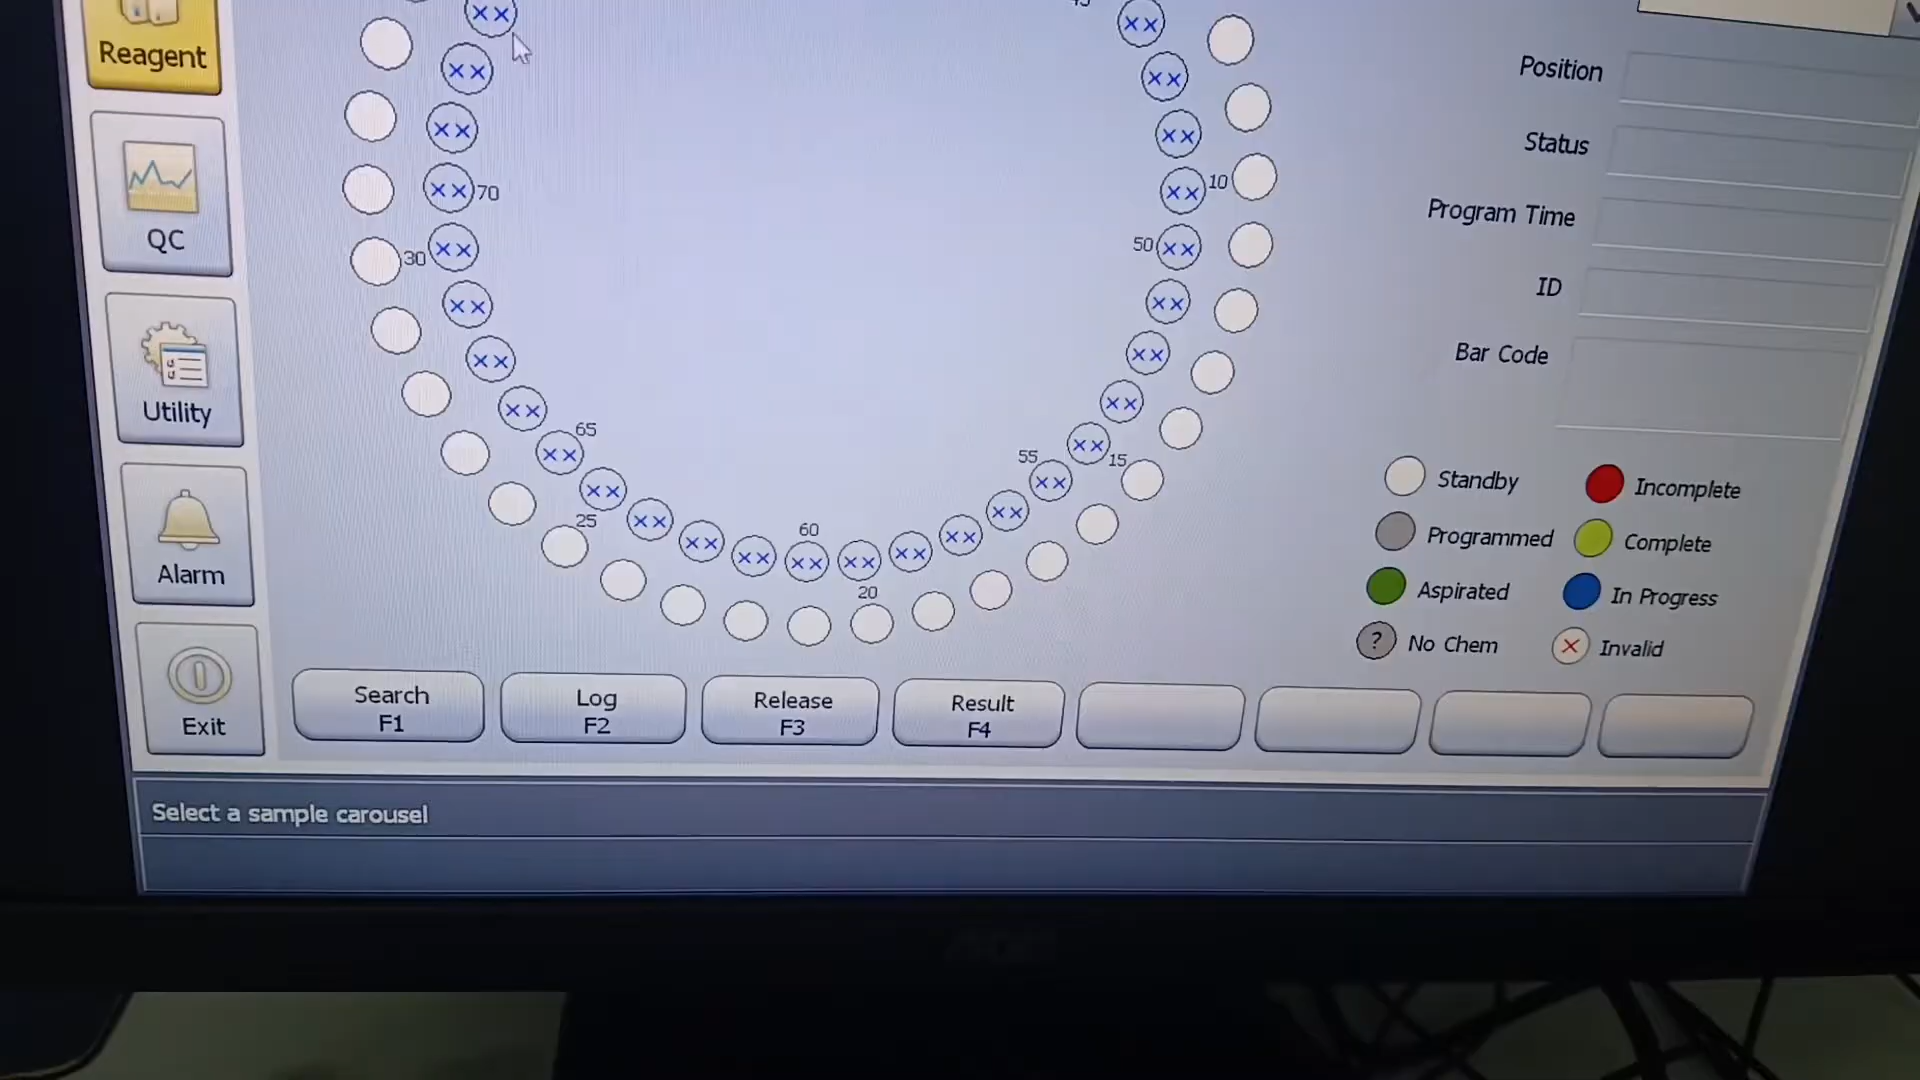 Reagent
QC
Utility
Alarm
Exit
70
30
65
25
60
20
55
15
50
10
Position
Status
Program Time
ID
Bar Code
Standby
Incomplete
Programmed
Complete
Aspirated
In Progress
? No Chem
Invalid
Search
F1
Log
F2
Release
F3
Result
F4
Select a sample carousel